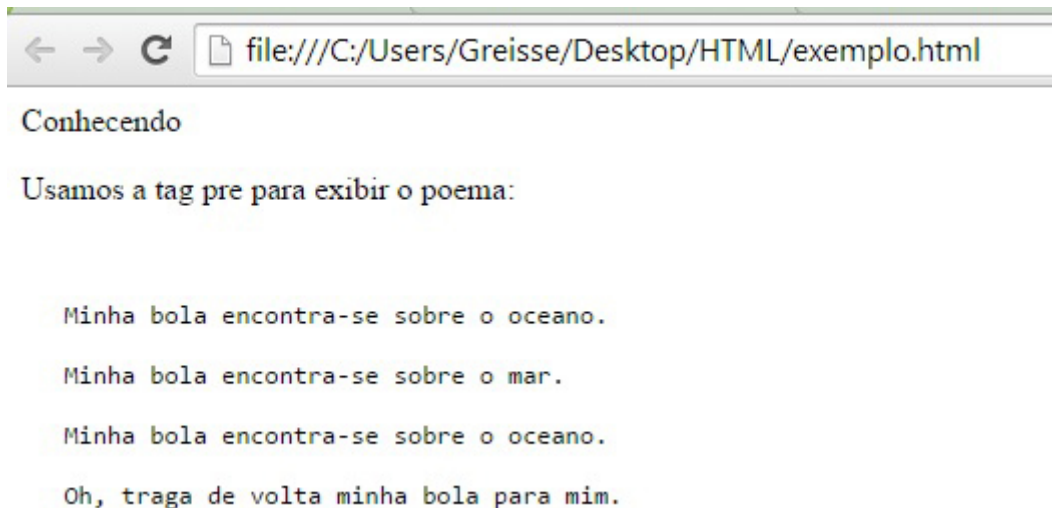 file:///C:/Users/Greisse/Desktop/HTML/exemplo.html
Conhecendo
Usamos a tag pre para exibir o poema:
Minha bola encontra-se sobre o oceano.
Minha bola encontra-se sobre o mar.
Minha bola encontra-se sobre o oceano.
Oh, traga de volta minha bola para mim.